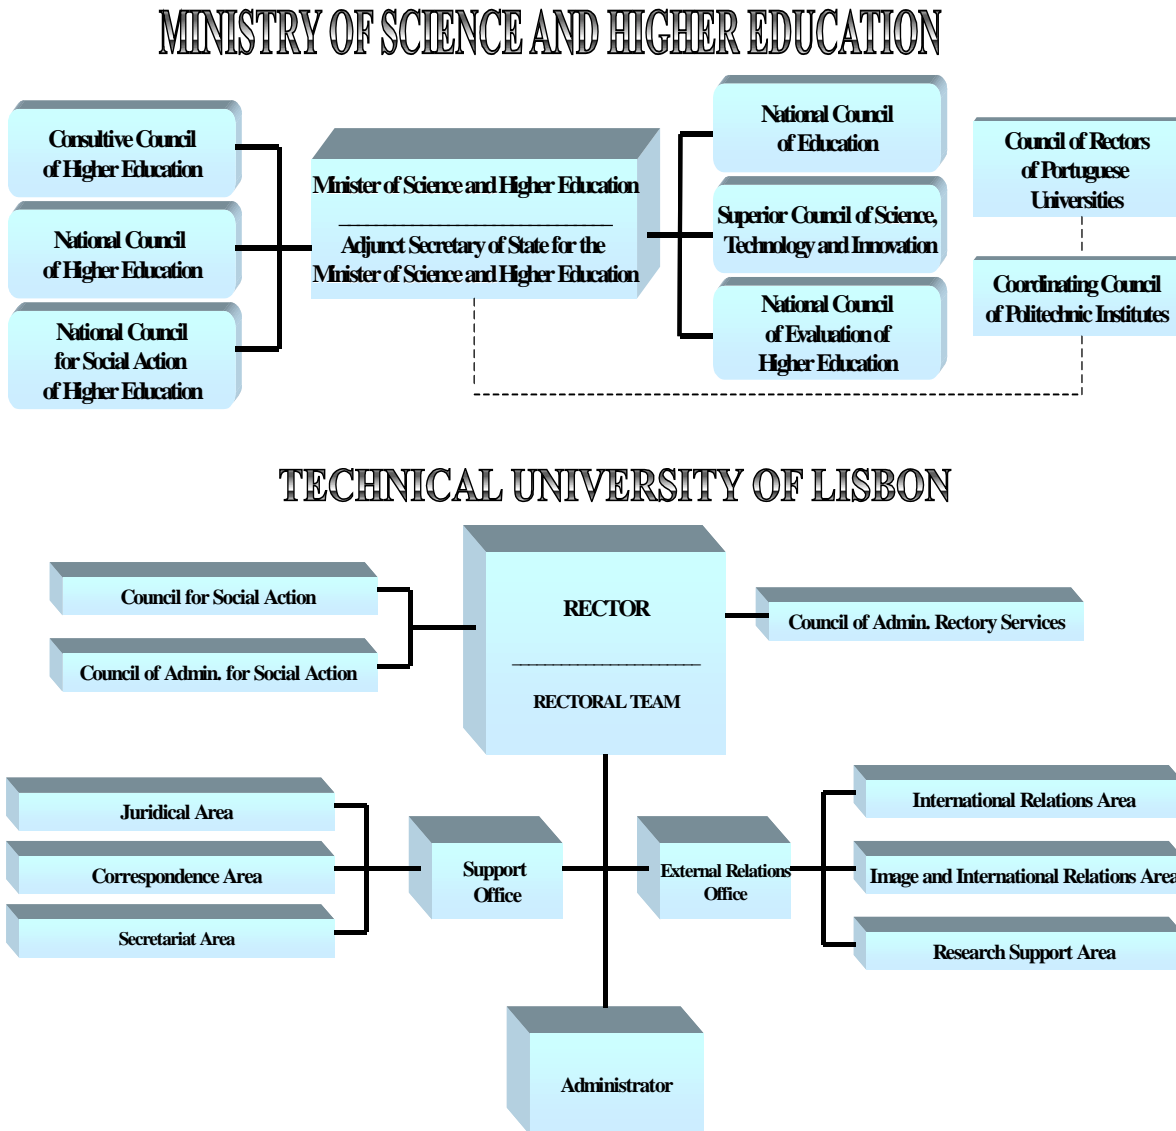 MINISTRY OF SCIENCE AND HIGHER EDUCATION
Consultive Council
of Higher Education
National Council
of Higher Education
National Council
for Social Action
of Higher Education
Minister of Science and Higher Education
Adjunct Secretary of State for the
Minister of Science and Higher Education
National Council
of Education
Superior Council of Science,
Technology and Innovation
National Council
of Evaluation of
Higher Education
Council of Rectors
of Portuguese
Universities
Coordinating Council
of Politechnic Institutes
TECHNICAL UNIVERSITY OF LISBON
Council for Social Action
Council of Admin. for Social Action
RECTOR
RECTORAL TEAM
Council of Admin. Rectory Services
Juridical Area
Correspondence Area
Secretariat Area
Support
Office
External Relations
Office
International Relations Area
Image and International Relations Area
Research Support Area
Administrator